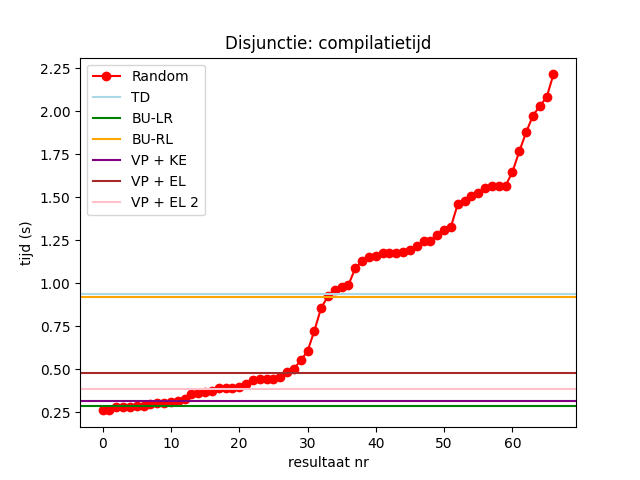 Disjunctie: compilatietijd
tijd (s)
2.25
2.00
1.75
1.50
1.25
1.00
0.75
0.50
0.25
Random
TD
BU-LR
BU-RL
VP + KE
VP + EL
VP + EL 2
0 10 20 30 40 50 60
resultaat nr